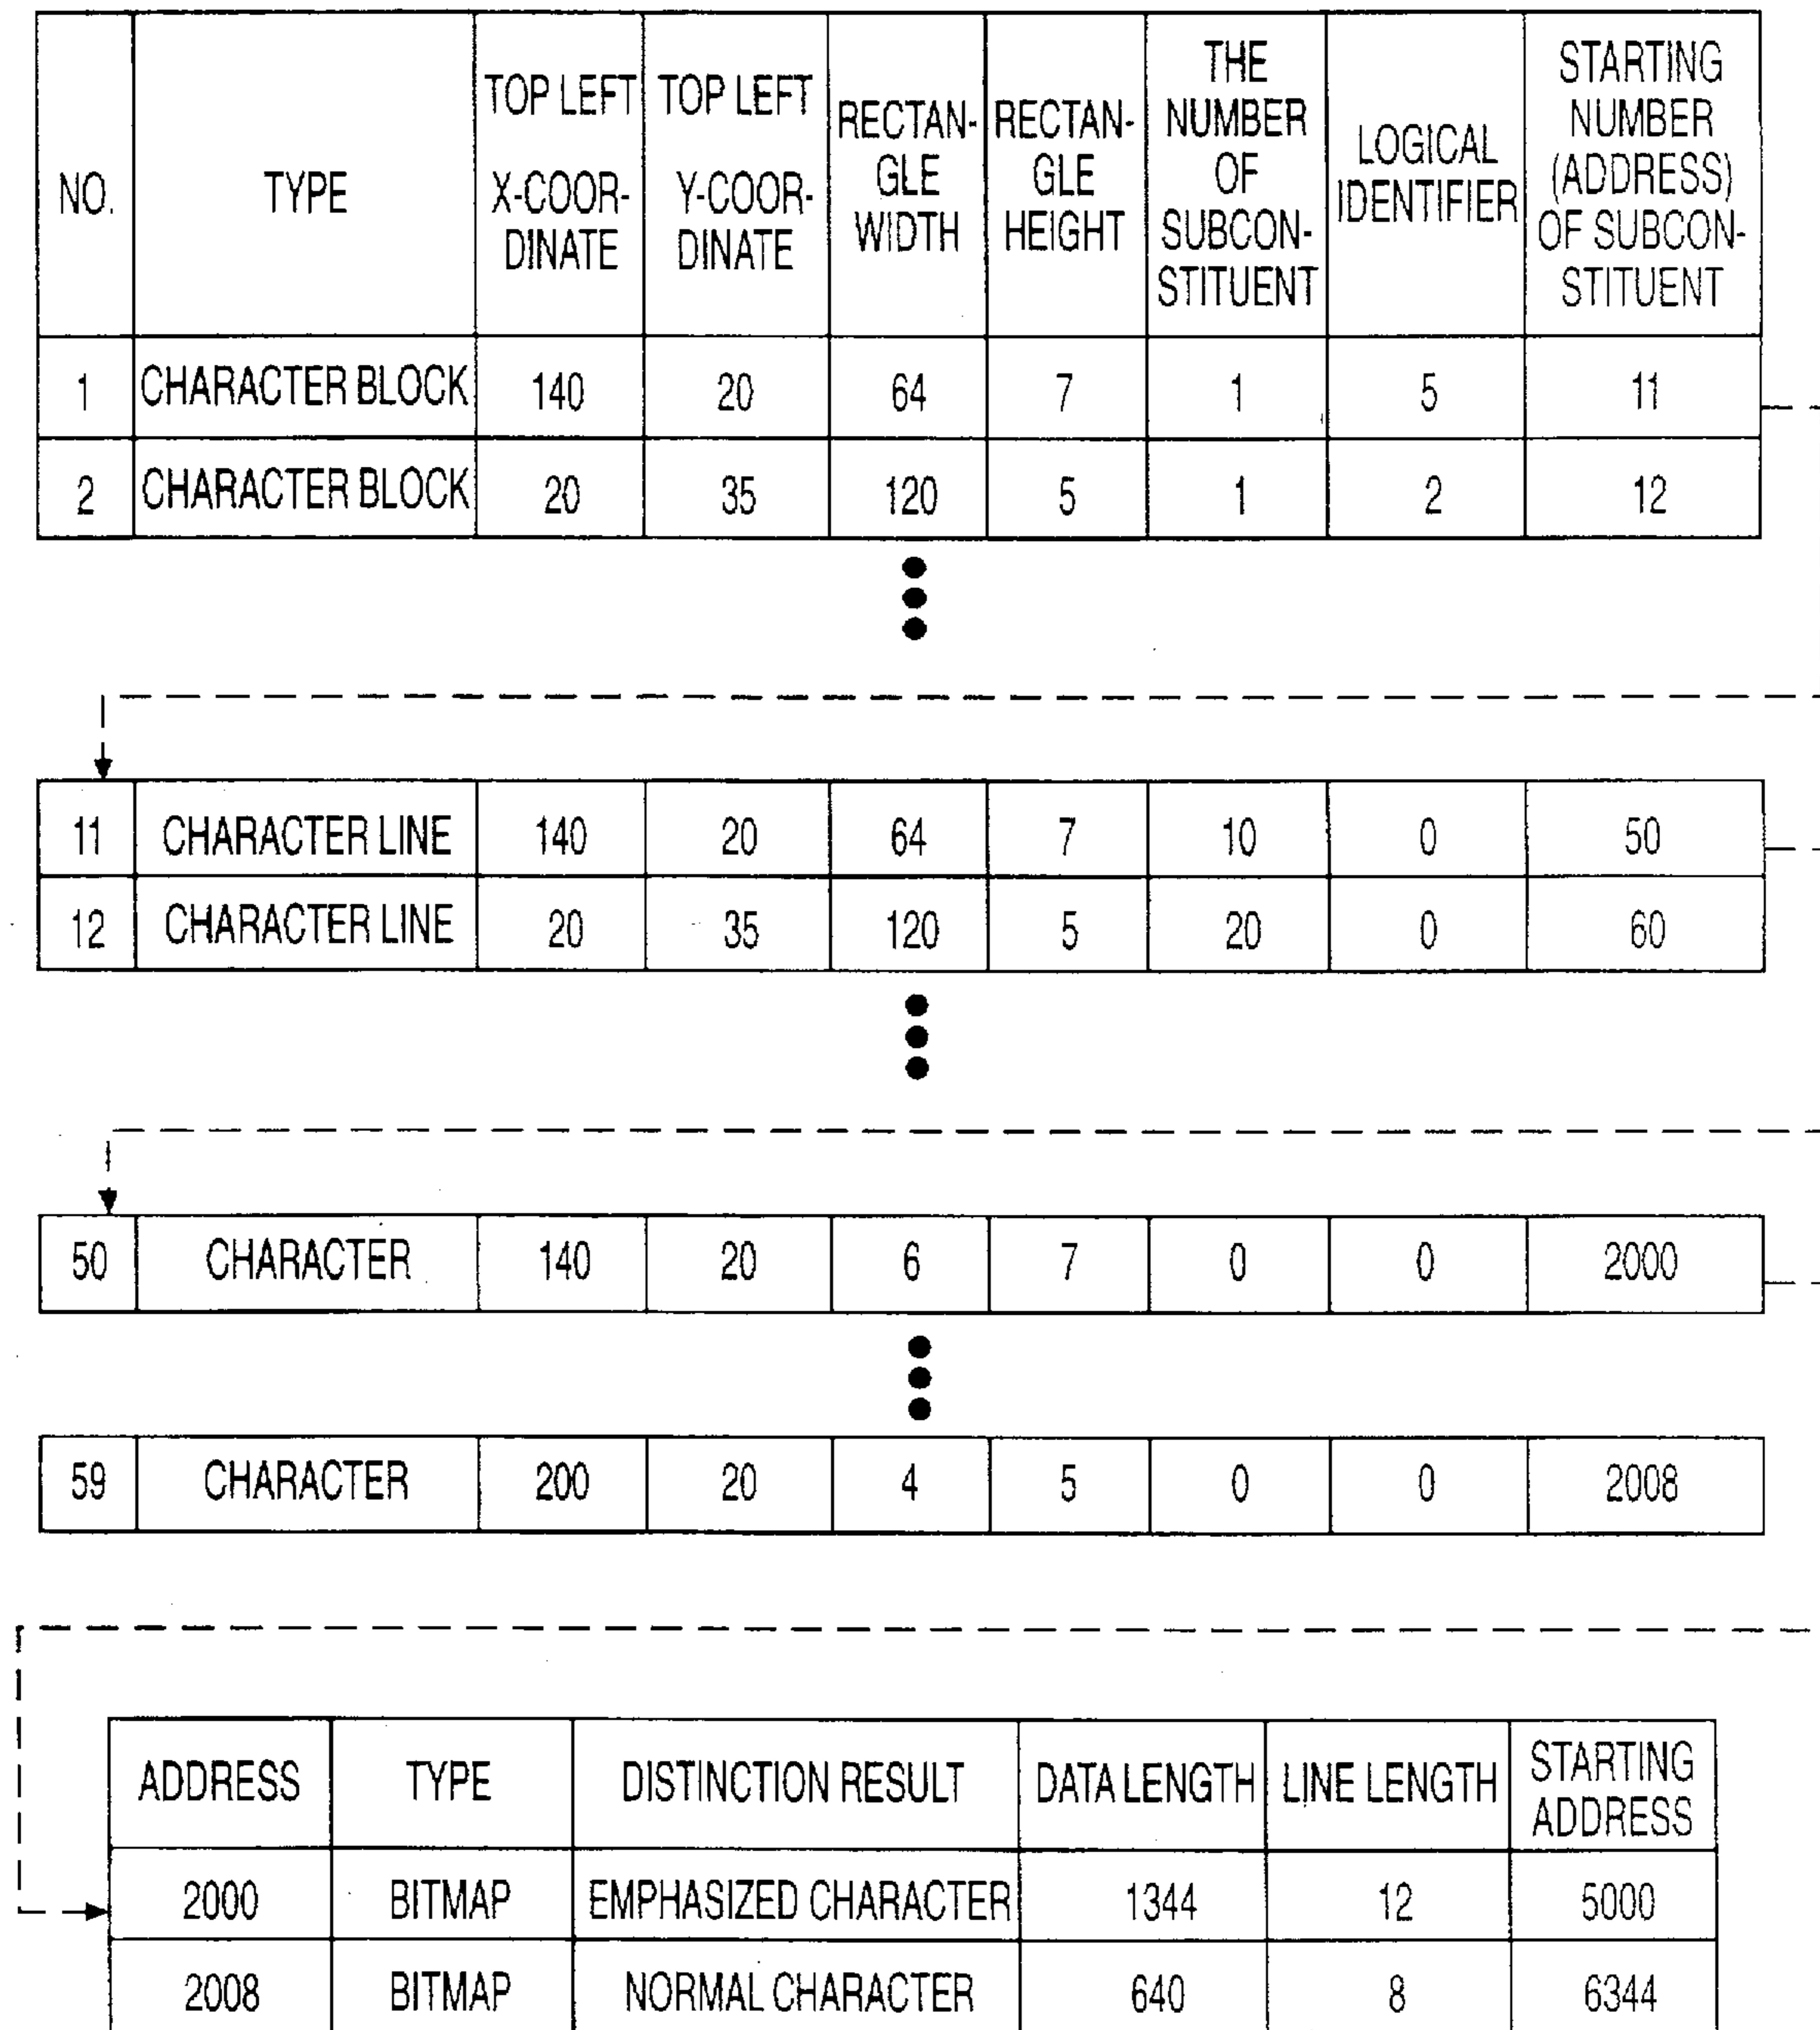 NO. TYPE TOP LEFT X-COOR-DINATE TOP LEFT Y-COOR-DINATE RECTAN-GLE WIDTH RECTAN-GLE HEIGHT THE NUMBER OF SUBCON-STITUENT LOGICAL IDENTIFIER STARTING NUMBER (ADDRESS) OF SUBCON-STITUENT
1 CHARACTER BLOCK 140 20 64 7 1 5 11
2 CHARACTER BLOCK 20 35 120 5 1 2 12
11 CHARACTER LINE 140 20 64 7 10 0 50
12 CHARACTER LINE 20 35 120 5 20 0 60
50 CHARACTER 140 20 6 7 0 0 2000
59 CHARACTER 200 20 4 5 0 0 2008
ADDRESS TYPE DISTINCTION RESULT DATA LENGTH LINE LENGTH STARTING ADDRESS
2000 BITMAP EMPHASIZED CHARACTER 1344 12 5000
2008 BITMAP NORMAL CHARACTER 640 8 6344